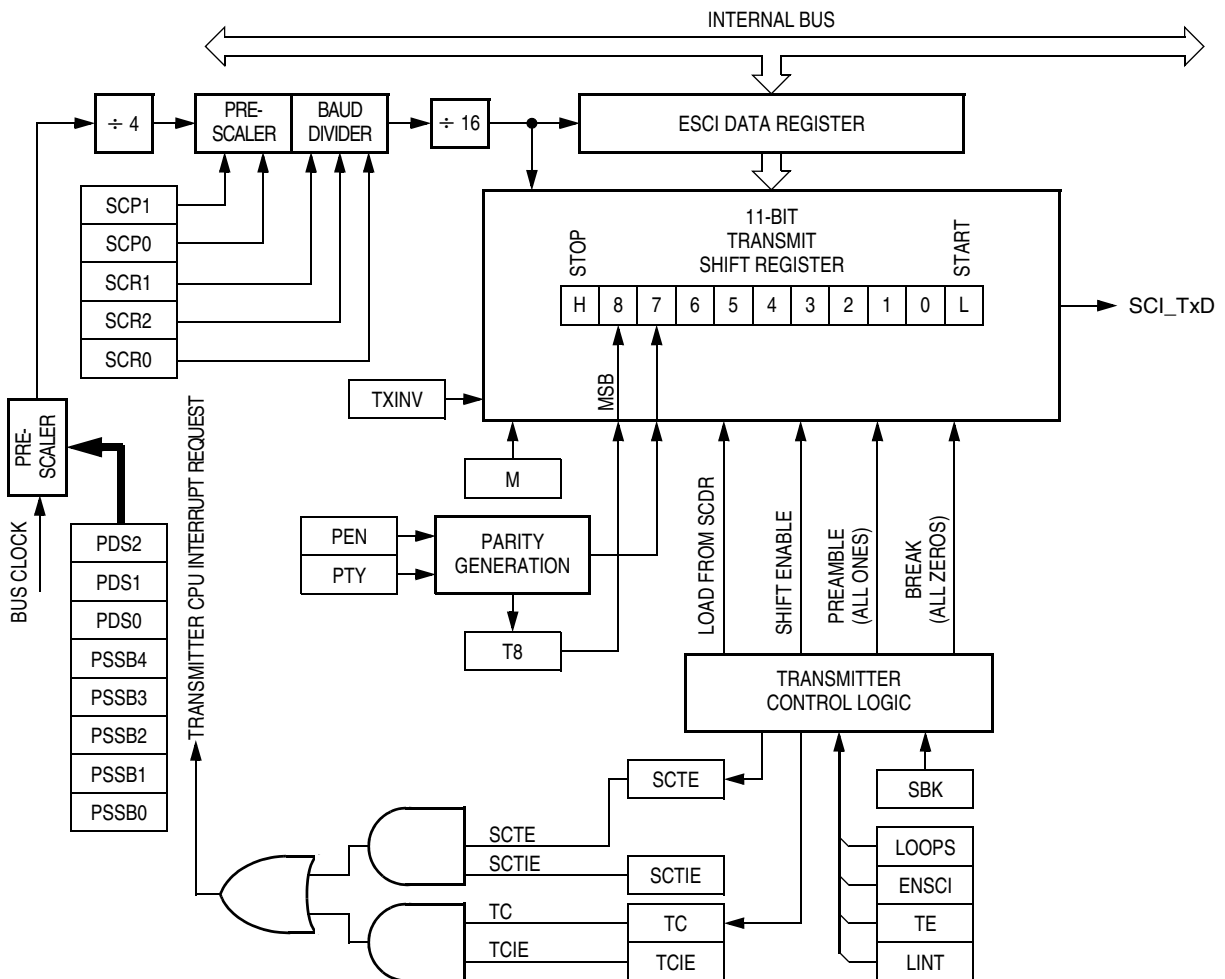 INTERNAL BUS
÷ 4
PRE-
SCALER
BAUD
DIVIDER
÷ 16
ESCI DATA REGISTER
SCP1
SCP0
SCR1
SCR2
SCR0
11-BIT
TRANSMIT
SHIFT REGISTER
STOP
START
H 8 7 6 5 4 3 2 1 0 L
SCI_TxD
TXINV
MSB
M
PRE-
SCALER
BUS CLOCK
PDS2
PDS1
PDS0
PSSB4
PSSB3
PSSB2
PSSB1
PSSB0
TRANSMITTER CPU INTERRUPT REQUEST
PEN
PTY
PARITY
GENERATION
T8
LOAD FROM SCDR
SHIFT ENABLE
PREAMBLE
(ALL ONES)
BREAK
(ALL ZEROS)
TRANSMITTER
CONTROL LOGIC
SCTE
SBK
SCTE
SCTIE
SCTIE
TC
TC
TCIE
TCIE
LOOPS
ENSCI
TE
LINT